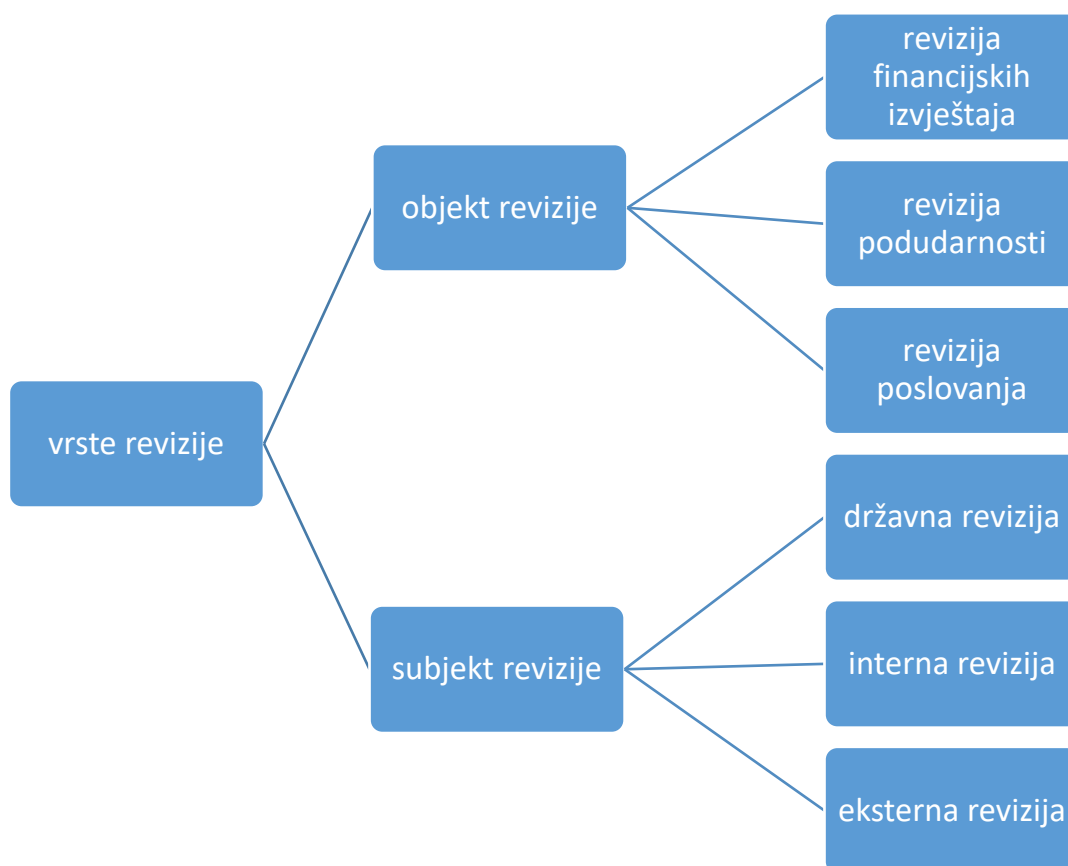 revizija
financijskih
izvještaja
objekt revizije
revizija
podudarnosti
revizija
poslovanja
vrste revizije
državna revizija
subjekt revizije
interna revizija
eksterna revizija